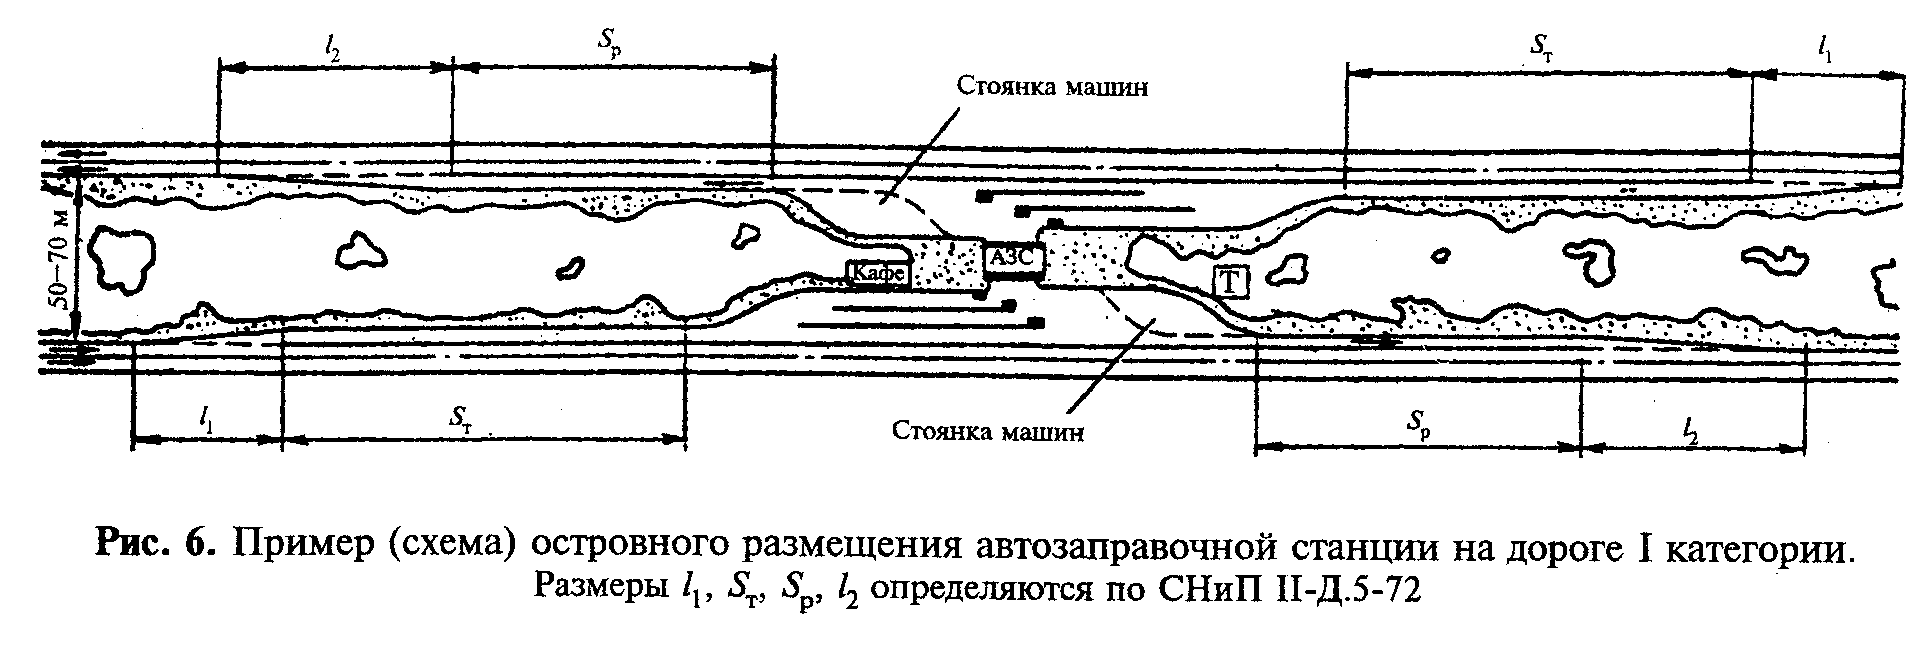 l₂
Sр
Sт
l₁
Стоянка машин
50—70 м
Кафе
АЗС
Т
l₁
Sт
Стоянка машин
Sр
l₂
Рис. 6. Пример (схема) островного размещения автозаправочной станции на дороге I категории.
Размеры l₁, Sт, Sр, l₂ определяются по СНиП II-Д.5-72